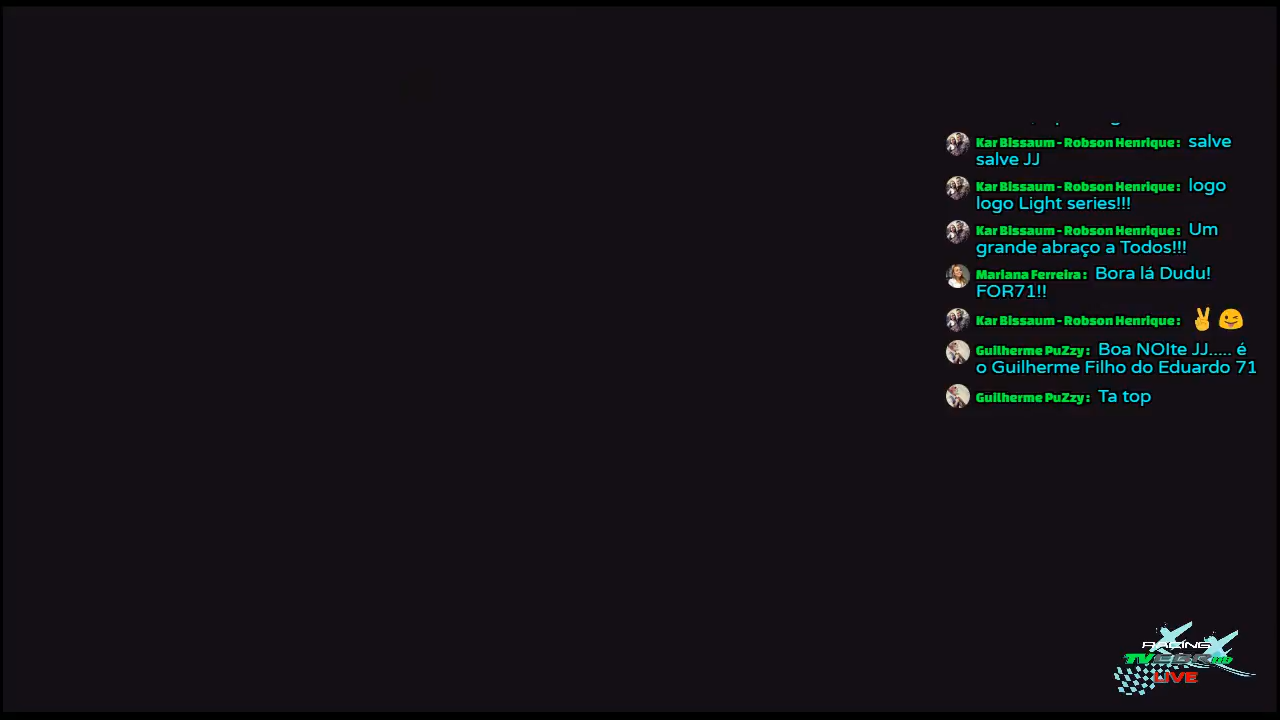 Kar Bissaum - Robson Henrique : salve
salve JJ
Kar Bissaum - Robson Henrique : logo
logo Light series!!!
Kar Bissaum - Robson Henrique : Um
grande abraço a Todos!!!
Mariana Ferreira : Bora lá Dudu!
FOR71!!
Kar Bissaum - Robson Henrique : ✌😜
Guilherme PuZzy : Boa NOIte JJ..... é
o Guilherme Filho do Eduardo 71
Guilherme PuZzy : Ta top
RACING
LIVE